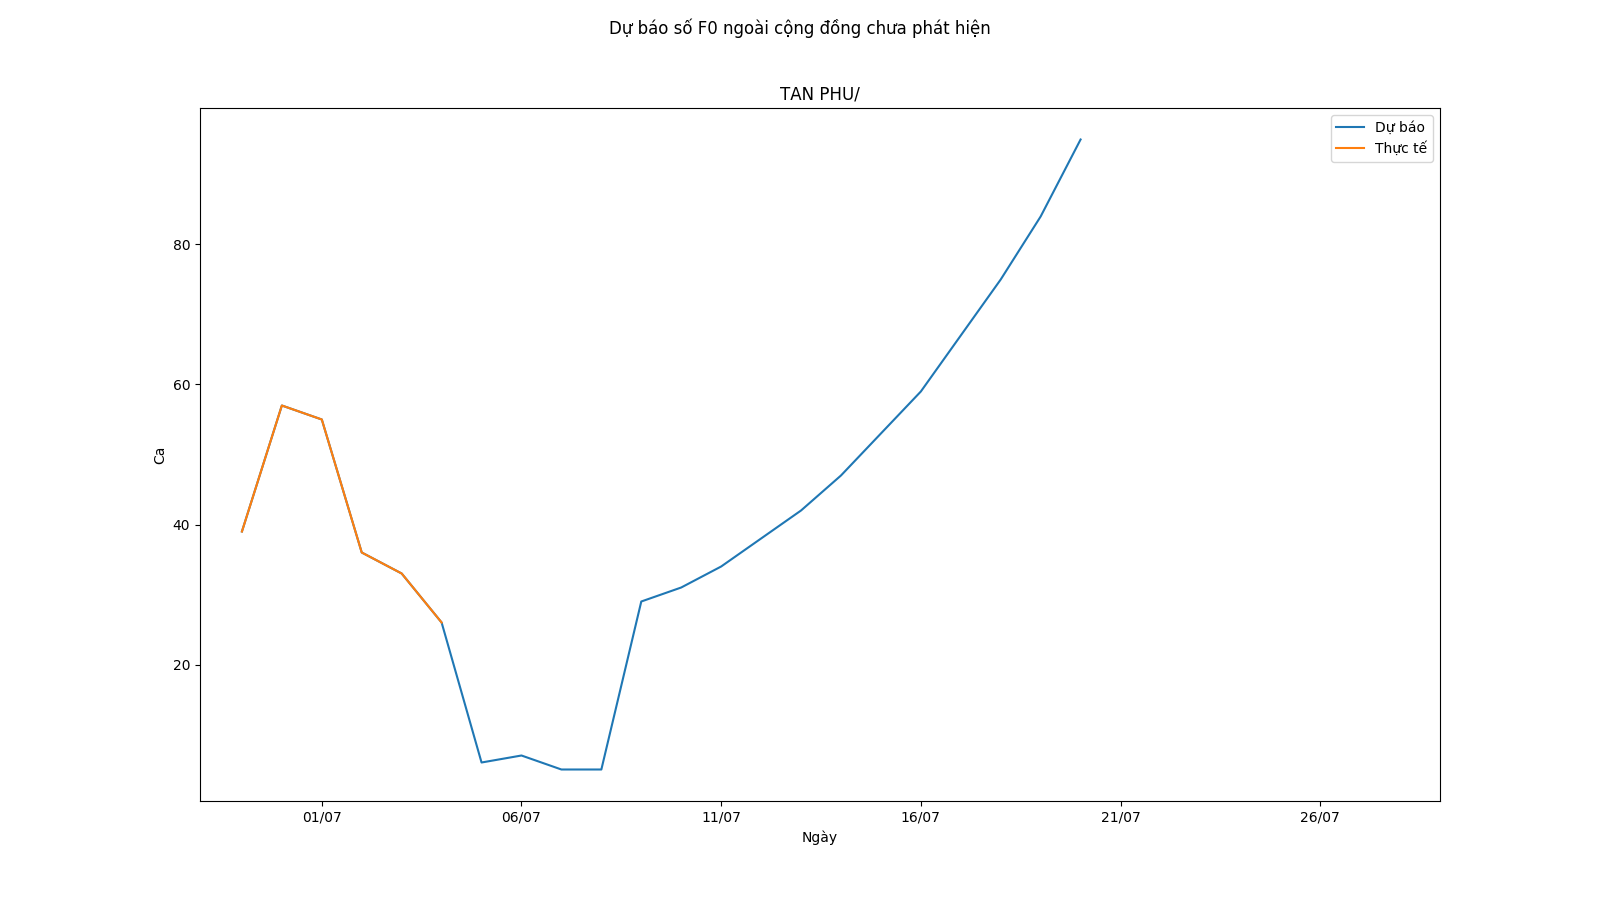 Dự báo số F0 ngoài cộng đồng chưa phát hiện
TAN PHU/
Dự báo
Thực tế
80
60
40
20
Ca
01/07
06/07
11/07
16/07
21/07
26/07
Ngày